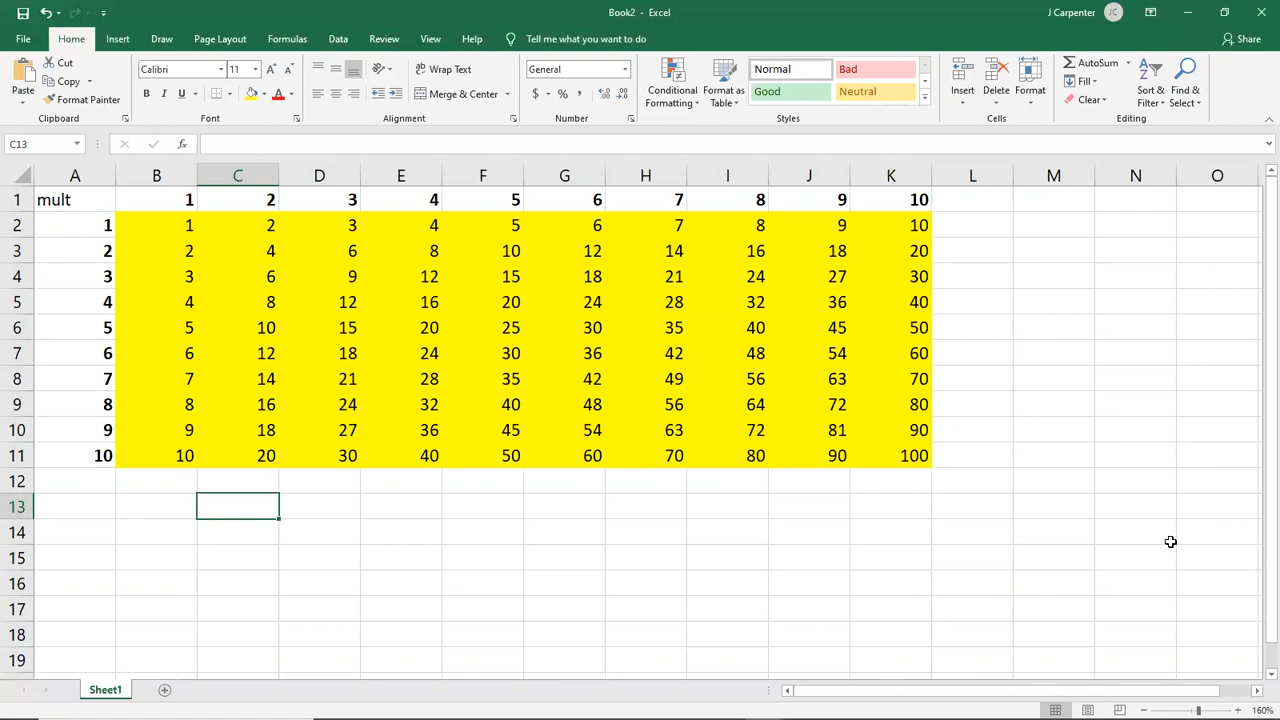 Book2 - Excel
J Carpenter JC
File Home Insert Draw Page Layout Formulas Data Review View Help Tell me what you want to do Share
Paste
Cut
Copy
Format Painter
Clipboard
Calibri 11 A A
B I U A
Font
ab Wrap Text
Merge & Center
Alignment
General
$ % ,
Number
Conditional Formatting
Format as Table
Normal Bad
Good Neutral
Styles
Insert Delete Format
Cells
AutoSum
Fill
Clear
Sort & Filter
Find & Select
Editing
C13 fx
A B C D E F G H I J K L M N O
1 mult 1 2 3 4 5 6 7 8 9 10
2 1 1 2 3 4 5 6 7 8 9 10
3 2 2 4 6 8 10 12 14 16 18 20
4 3 3 6 9 12 15 18 21 24 27 30
5 4 4 8 12 16 20 24 28 32 36 40
6 5 5 10 15 20 25 30 35 40 45 50
7 6 6 12 18 24 30 36 42 48 54 60
8 7 7 14 21 28 35 42 49 56 63 70
9 8 8 16 24 32 40 48 56 64 72 80
10 9 9 18 27 36 45 54 63 72 81 90
11 10 10 20 30 40 50 60 70 80 90 100
12
13
14
15
16
17
18
19
Sheet1
160%